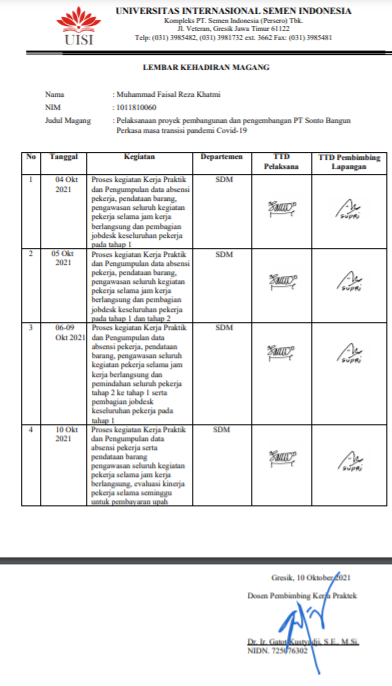 UISI
UNIVERSITAS INTERNASIONAL SEMEN INDONESIA
Kompleks PT. Semen Indonesia (Persero) Tbk.
Jl. Veteran, Gresik Jawa Timur 61122
Telp: (031) 3985482, (031) 3981732 ext. 3662 Fax: (031) 3985481
LEMBAR KEHADIRAN MAGANG
Nama : Muhammad Faisal Reza Khatmi
NIM : 1011810060
Judul Magang : Pelaksanaan proyek pembangunan dan pengembangan PT Sonto Bangun
Perkasa masa transisi pandemi Covid-19
No Tanggal Kegiatan Departemen TTD Pelaksana TTD Pembimbing Lapangan
1 04 Okt 2021 SDM
Proses kegiatan Kerja Praktik
dan Pengumpulan data absensi
pekerja, pendataan barang,
pengawasan seluruh kegiatan
pekerja selama jam kerja
berlangsung dan pembagian
jobdesk keseluruhan pekerja
pada tahap 1
SUPRI
2 05 Okt 2021 SDM
Proses kegiatan Kerja Praktik
dan Pengumpulan data absensi
pekerja, pendataan barang,
pengawasan seluruh kegiatan
pekerja selama jam kerja
berlangsung dan pembagian
jobdesk keseluruhan pekerja
pada tahap 1 dan tahap 2
SUPRI
3 06-09 Okt 2021 SDM
Proses kegiatan Kerja Praktik
dan Pengumpulan data
absensi pekerja, pendataan
barang, pengawasan seluruh
kegiatan pekerja selama jam
kerja berlangsung dan
pemindahan seluruh pekerja
tahap 2 ke tahap 1 serta
pembagian jobdesk
keseluruhan pekerja pada
tahap 1
SUPRI
4 10 Okt 2021 SDM
Proses kegiatan Kerja Praktik
dan Pengumpulan data
absensi pekerja serta
pendataan barang
pengawasan seluruh kegiatan
pekerja selama jam kerja
berlangsung, evaluasi kinerja
pekerja selama seminggu
untuk pembayaran upah
SUPRI
Gresik, 10 Oktober 2021
Dosen Pembimbing Kerja Praktek
Dr. Ir. Gatot Kustyadji, S.E., M.Si.
NIDN. 725076302